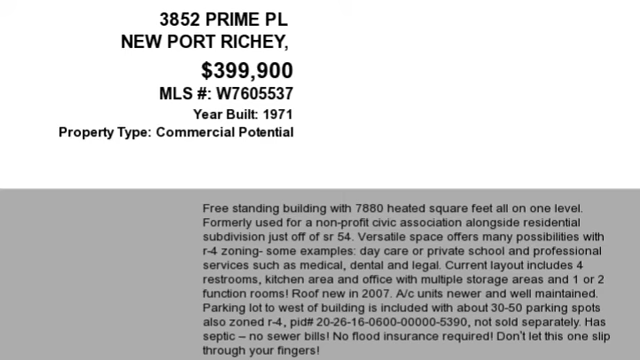 3852 PRIME PL
NEW PORT RICHEY,
$399,900
MLS #: W7605537
Year Built: 1971
Property Type: Commercial Potential
Free standing building with 7880 heated square feet all on one level.
Formerly used for a non-profit civic association alongside residential
subdivision just off of sr 54. Versatile space offers many possibilities with
r-4 zoning- some examples: day care or private school and professional
services such as medical, dental and legal. Current layout includes 4
restrooms, kitchen area and office with multiple storage areas and 1 or 2
function rooms! Roof new in 2007. A/c units newer and well maintained.
Parking lot to west of building is included with about 30-50 parking spots
also zoned r-4, pid# 20-26-16-0600-00000-5390, not sold separately. Has
septic – no sewer bills! No flood insurance required! Don't let this one slip
through your fingers!